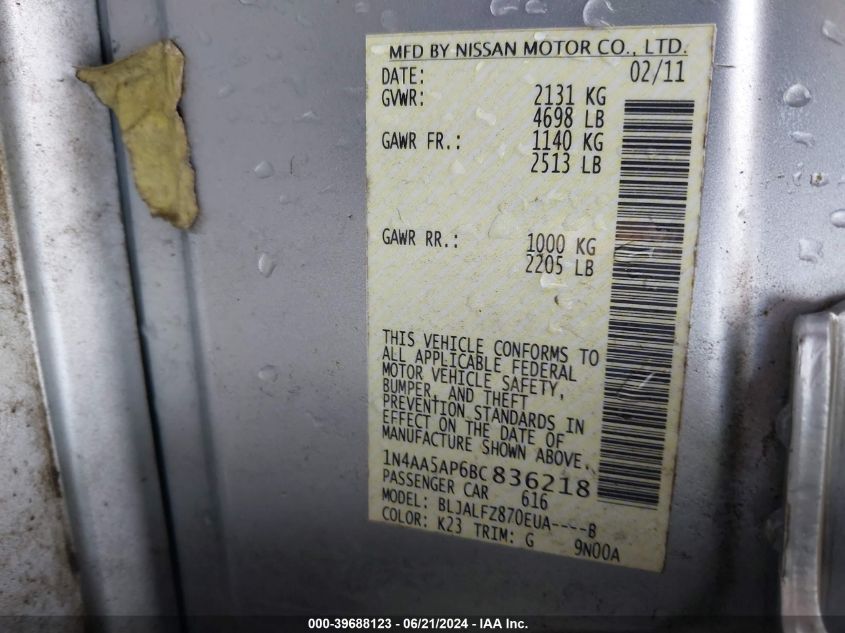 MFD BY NISSAN MOTOR CO., LTD.
DATE: 02/11
GVWR: 2131 KG
4698 LB
GAWR FR.: 1140 KG
2513 LB
GAWR RR.: 1000 KG
2205 LB
THIS VEHICLE CONFORMS TO
ALL APPLICABLE FEDERAL
MOTOR VEHICLE SAFETY,
BUMPER, AND THEFT
PREVENTION STANDARDS IN
EFFECT ON THE DATE OF
MANUFACTURE SHOWN ABOVE.
1N4AA5AP6BC836218
PASSENGER CAR 616
MODEL: BLJALFZ870EUA----B
COLOR: K23 TRIM: G 9N00A
000-39688123 - 06/21/2024 - IAA Inc.